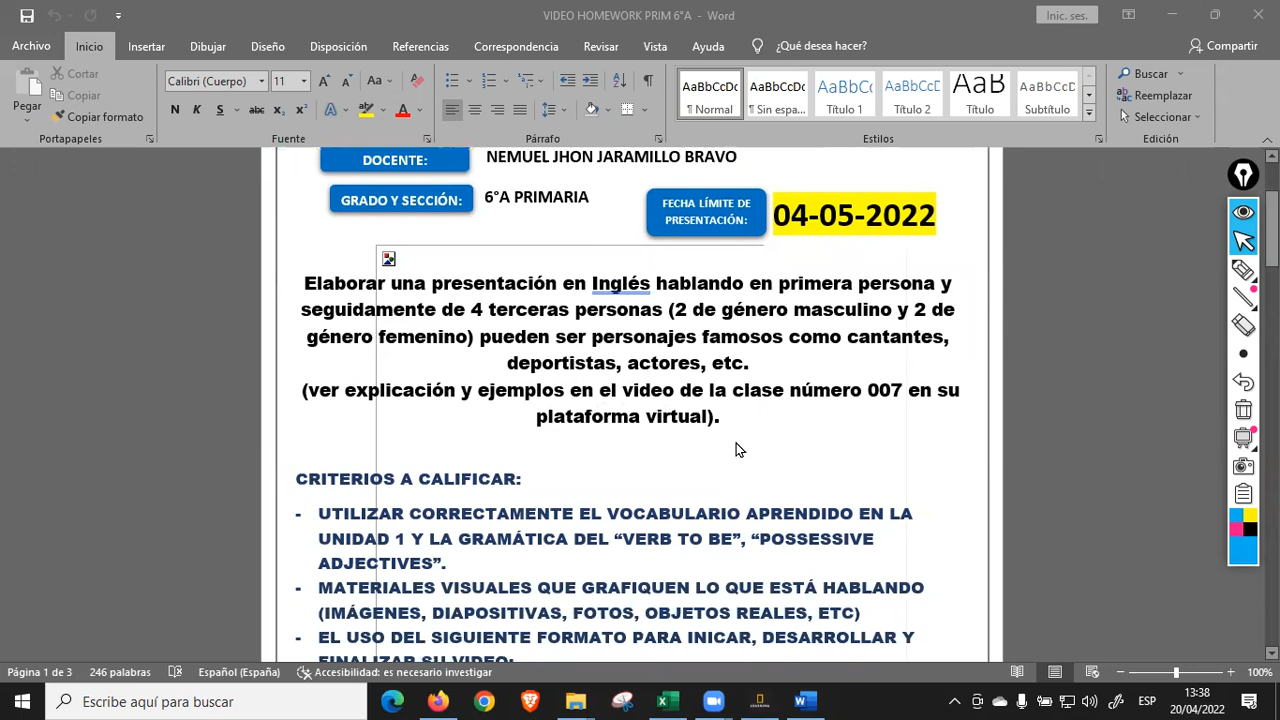 VIDEO HOMEWORK PRIM 6°A - Word
Inic. ses.
Archivo Inicio Insertar Dibujar Diseño Disposición Referencias Correspondencia Revisar Vista Ayuda ¿Qué desea hacer? Compartir
Pegar
Cortar
Copiar
Copiar formato
Portapapeles
Calibri (Cuerpo) 11
N K S abc x₂ x²
Fuente
Párrafo
AaBbCcDc AaBbCcDc AaBbCc AaBbCcD AaB AaBbCcD
¶ Normal ¶ Sin espa... Título 1 Título 2 Título Subtítulo
Estilos
Buscar
Reemplazar
Seleccionar
Edición
DOCENTE: NEMUEL JHON JARAMILLO BRAVO
GRADO Y SECCIÓN: 6°A PRIMARIA
FECHA LÍMITE DE
PRESENTACIÓN:
04-05-2022
Elaborar una presentación en Inglés hablando en primera persona y
seguidamente de 4 terceras personas (2 de género masculino y 2 de
género femenino) pueden ser personajes famosos como cantantes,
deportistas, actores, etc.
(ver explicación y ejemplos en el video de la clase número 007 en su
plataforma virtual).
CRITERIOS A CALIFICAR:
- UTILIZAR CORRECTAMENTE EL VOCABULARIO APRENDIDO EN LA
UNIDAD 1 Y LA GRAMÁTICA DEL “VERB TO BE”, “POSSESSIVE
ADJECTIVES”.
- MATERIALES VISUALES QUE GRAFIQUEN LO QUE ESTÁ HABLANDO
(IMÁGENES, DIAPOSITIVAS, FOTOS, OBJETOS REALES, ETC)
- EL USO DEL SIGUIENTE FORMATO PARA INICAR, DESARROLLAR Y
FINALIZAR SU VIDEO:
Página 1 de 3 246 palabras Español (España) Accesibilidad: es necesario investigar 100%
Escribe aquí para buscar
ESP
13:38
20/04/2022